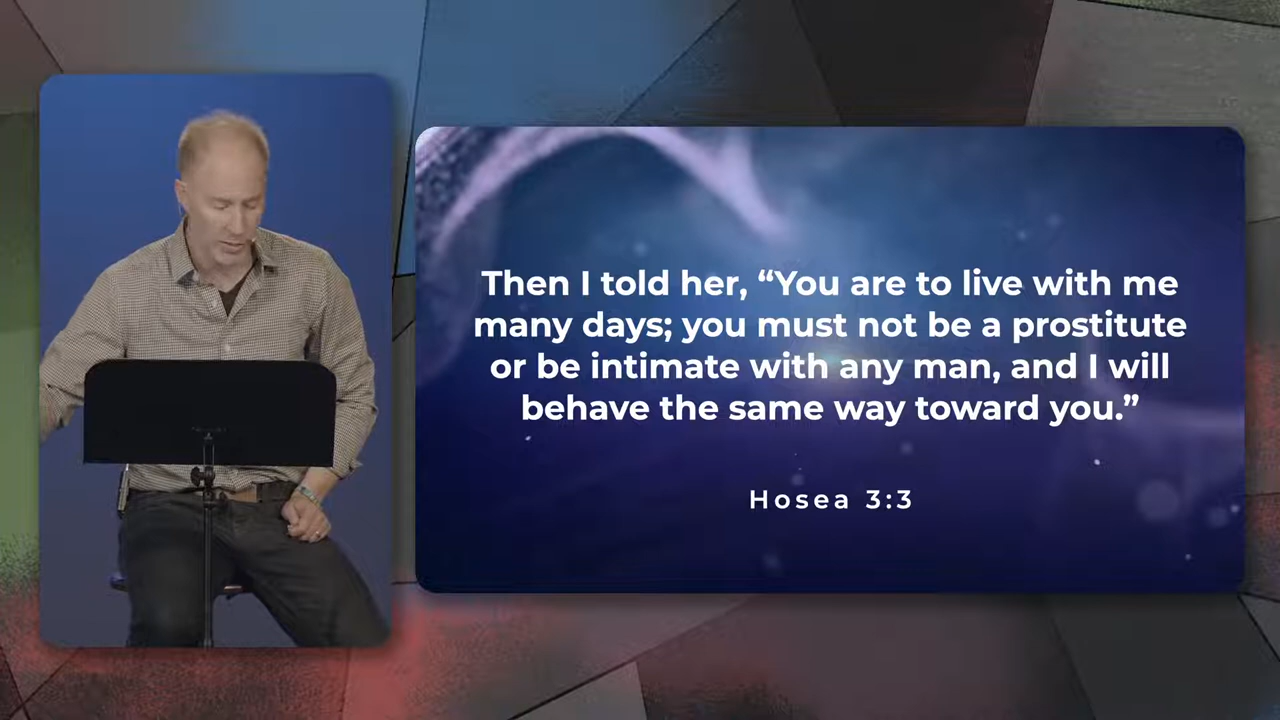 Then I told her, “You are to live with me
many days; you must not be a prostitute
or be intimate with any man, and I will
behave the same way toward you.”
Hosea 3:3